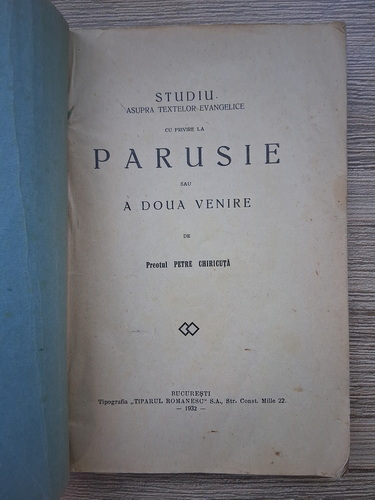 STUDIU
ASUPRA TEXTELOR EVANGELICE
CU PRIVIRE LA
PARUSIE
SAU
A DOUA VENIRE
DE
Preotul PETRE CHIRICUȚĂ
BUCUREȘTI
Tipografia „TIPARUL ROMANESC" S.A., Str. Const. Mille 22.
— 1932 —